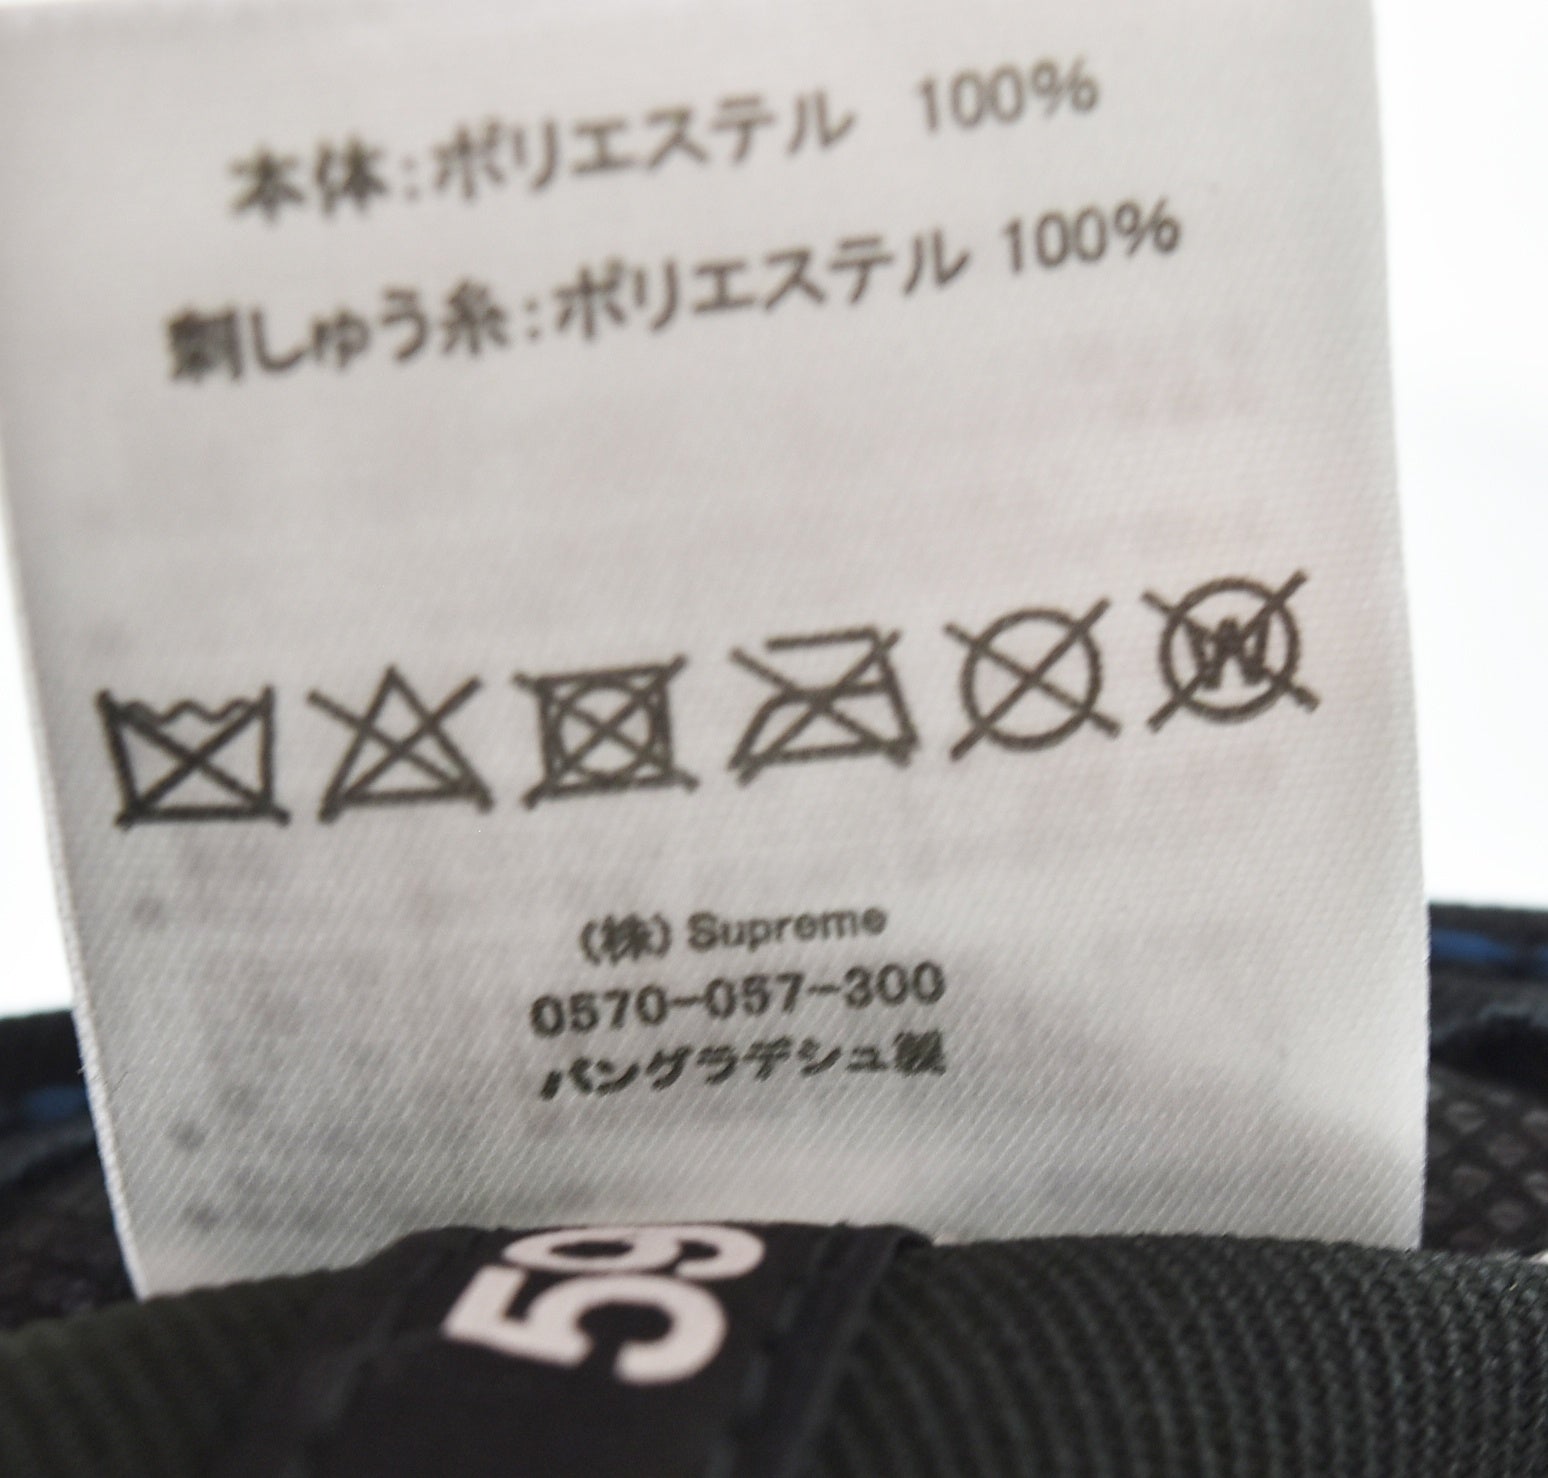 本体:ポリエステル 100%
刺しゅう糸:ポリエステル 100%
W
(株) Supreme
0570-057-300
バングラデシュ製
59